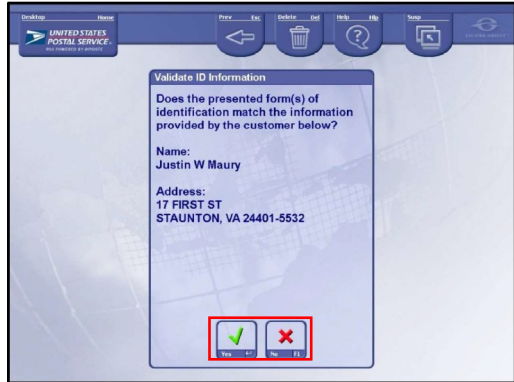 Desktop Home
Prev Esc
Delete Del
Help Hlp
Susp
UNITED STATES
POSTAL SERVICE
Validate ID Information
Does the presented form(s) of
identification match the information
provided by the customer below?
Name:
Justin W Maury
Address:
17 FIRST ST
STAUNTON, VA 24401-5532
Yes
No F1